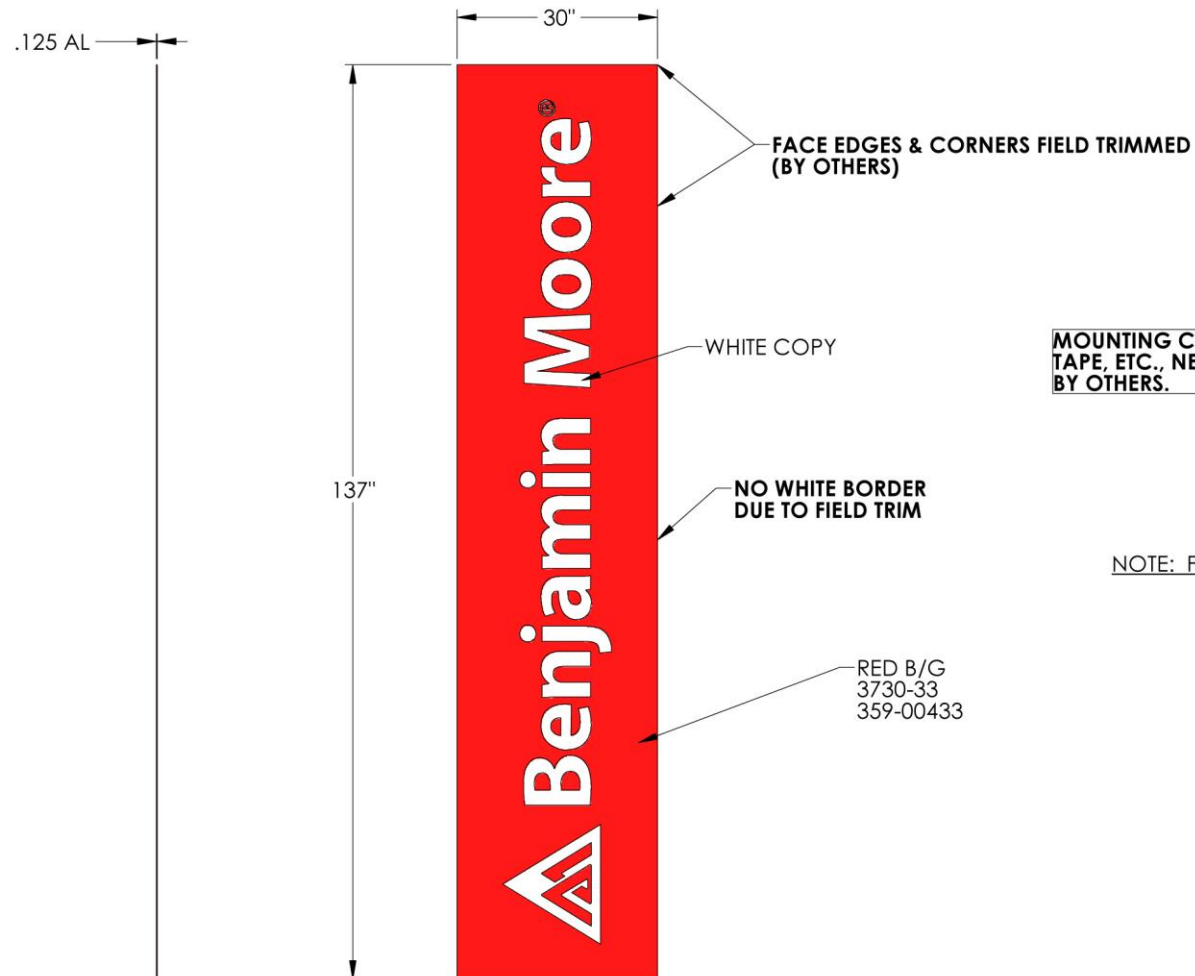 30"
.125 AL
FACE EDGES & CORNERS FIELD TRIMMED
(BY OTHERS)
Benjamin Moore®
WHITE COPY
MOUNTING
TAPE, ETC.,
BY OTHERS.
137"
NO WHITE BORDER
DUE TO FIELD TRIM
NOTE:
RED B/G
3730-33
359-00433